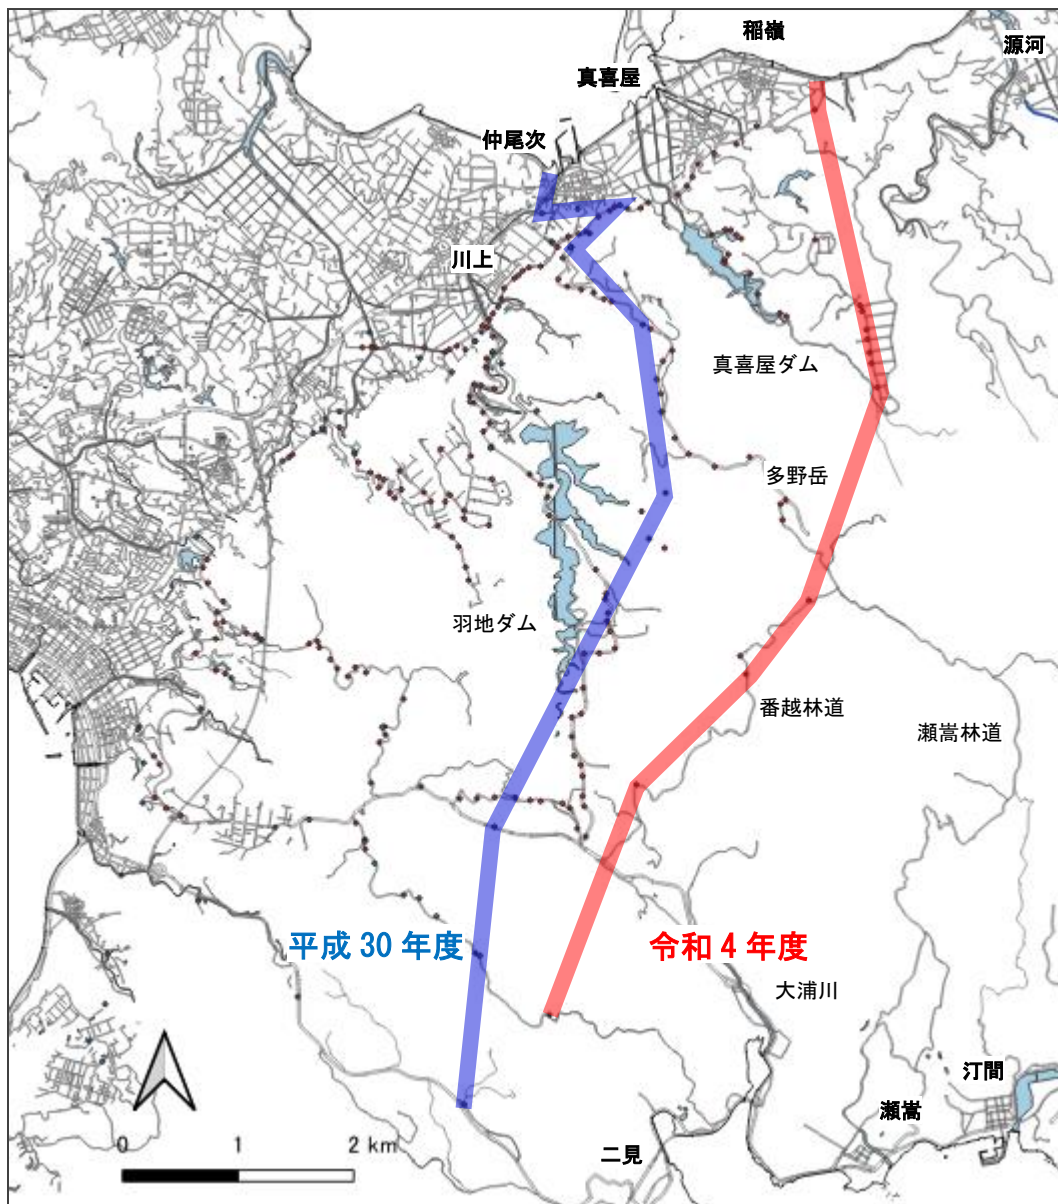 稲嶺
源河
真喜屋
仲尾次
川上
真喜屋ダム
多野岳
羽地ダム
番越林道
瀬嵩林道
平成 30 年度
令和 4 年度
大浦川
汀間
瀬嵩
二見
0 1 2 km